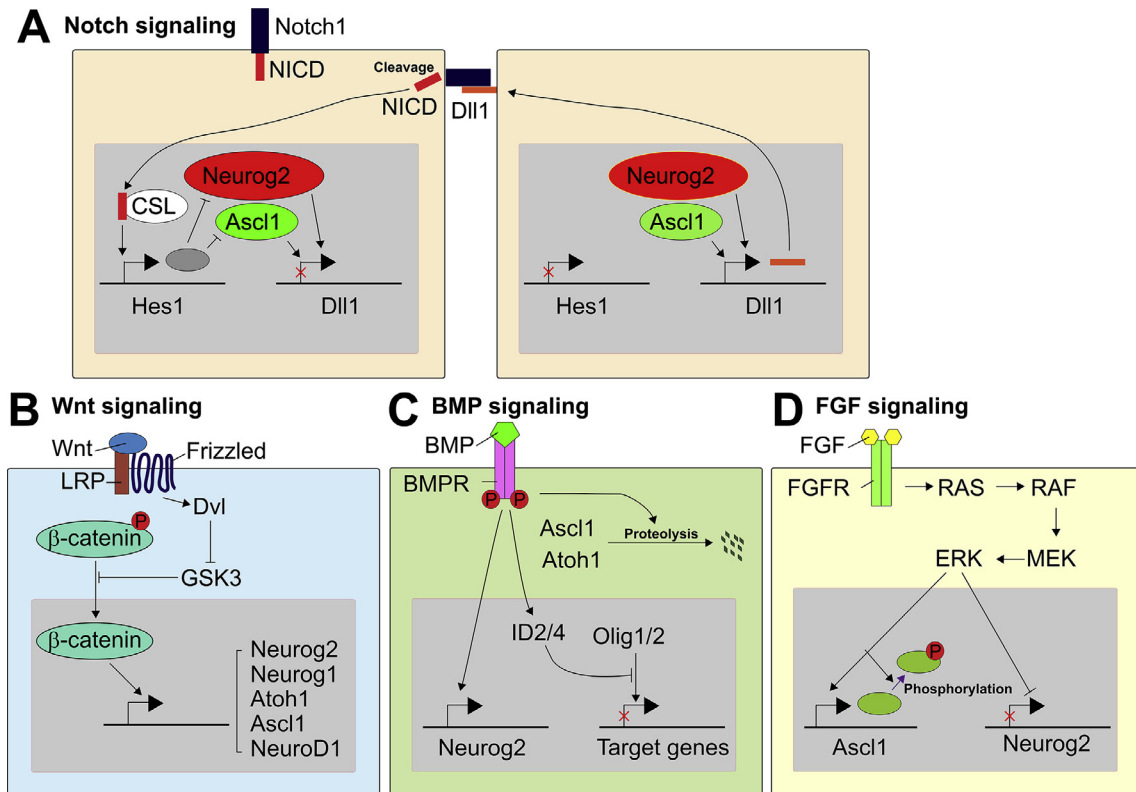 A Notch signaling
Notch1
NICD
Cleavage
NICD
Dll1
Neurog2
CSL
Ascl1
Hes1
Dll1
Neurog2
Ascl1
Hes1
Dll1
B Wnt signaling
Wnt
Frizzled
LRP
Dvl
P
β-catenin
GSK3
β-catenin
Neurog2
Neurog1
Atoh1
Ascl1
NeuroD1
C BMP signaling
BMP
BMPR
P P
Ascl1
Atoh1
Proteolysis
ID2/4
Olig1/2
Neurog2
Target genes
D FGF signaling
FGF
FGFR
RAS
RAF
ERK
MEK
P
Phosphorylation
Ascl1
Neurog2